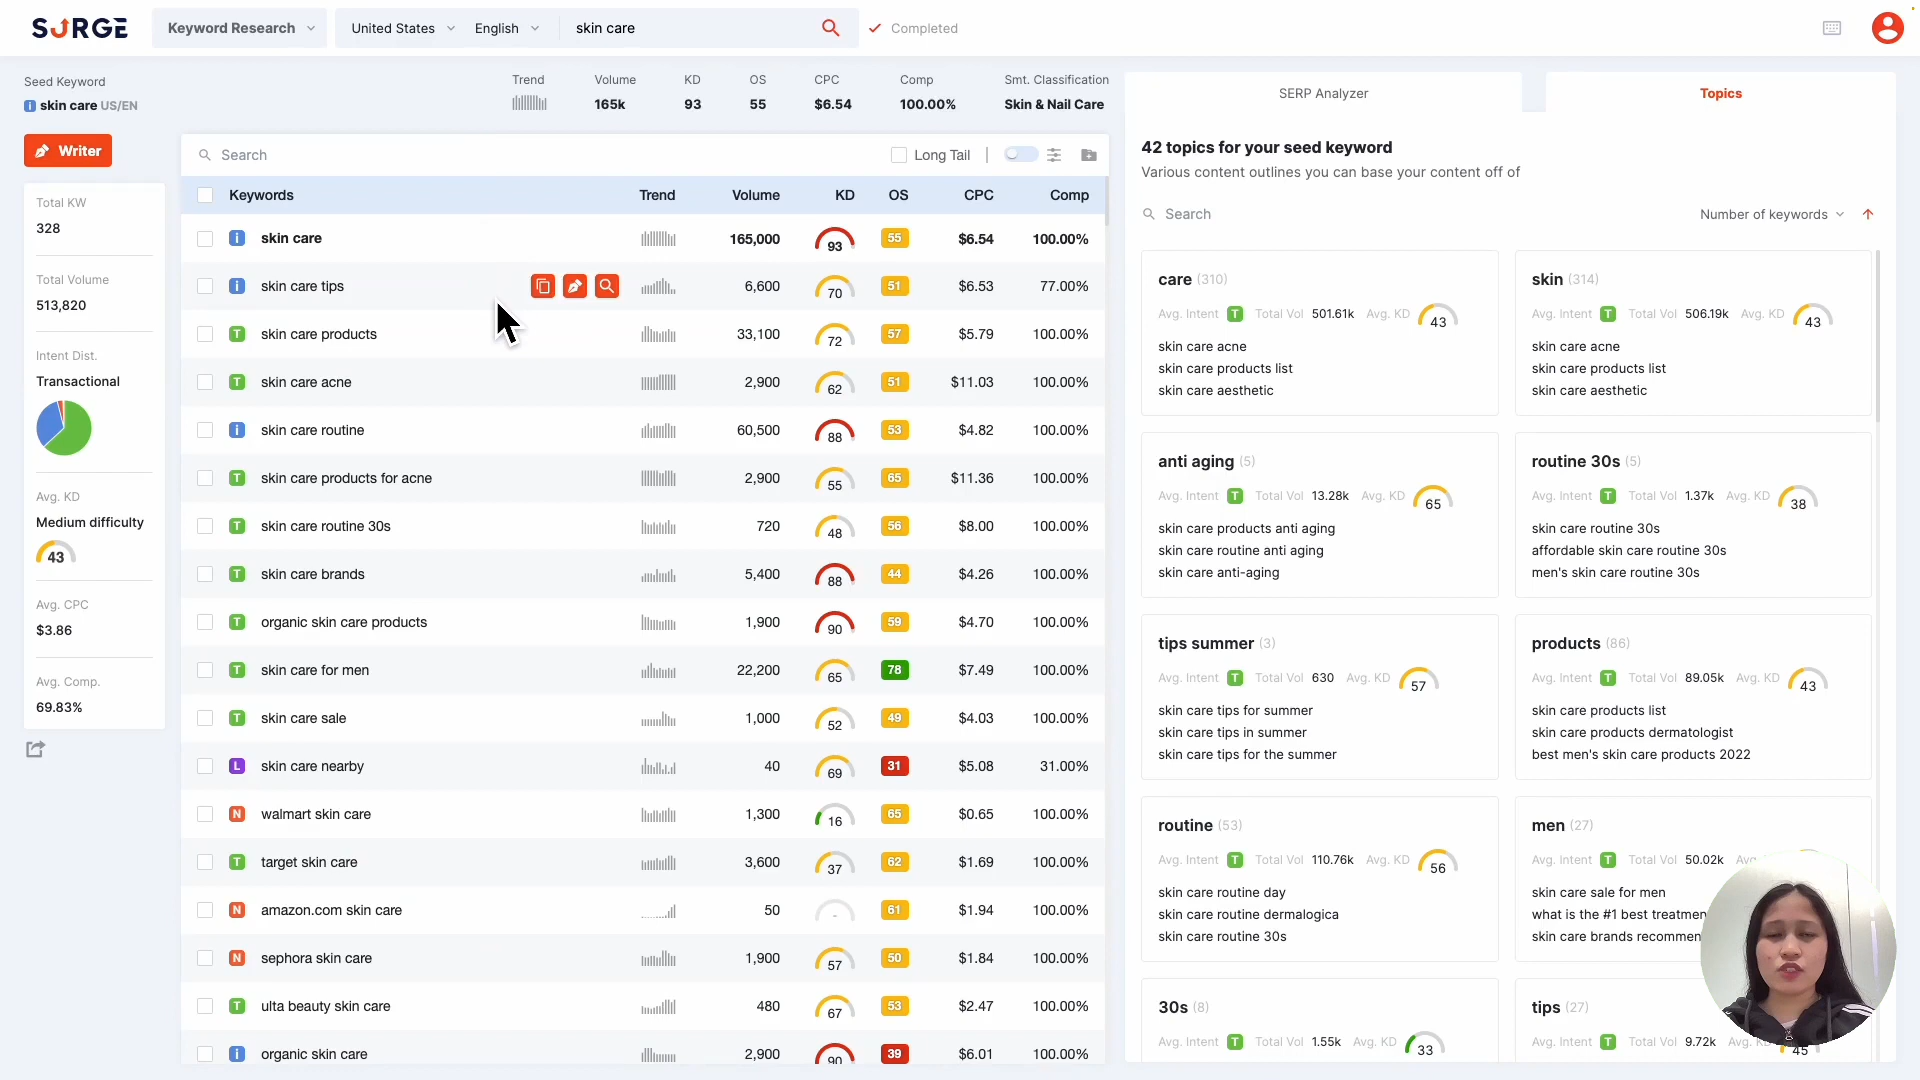 SURGE
Keyword Research
United States
English
skin care
Completed
Seed Keyword
i skin care US/EN
Trend
Volume
165k
KD
93
OS
55
CPC
$6.54
Comp
100.00%
Smt. Classification
Skin & Nail Care
Writer
Total KW
328
Total Volume
513,820
Intent Dist.
Transactional
Avg. KD
Medium difficulty
43
Avg. CPC
$3.86
Avg. Comp.
69.83%
Search
Long Tail |
Keywords Trend Volume KD OS CPC Comp
i skin care 165,000 93 55 $6.54 100.00%
i skin care tips 6,600 70 51 $6.53 77.00%
T skin care products 33,100 72 57 $5.79 100.00%
T skin care acne 2,900 62 51 $11.03 100.00%
i skin care routine 60,500 88 53 $4.82 100.00%
T skin care products for acne 2,900 55 65 $11.36 100.00%
T skin care routine 30s 720 48 56 $8.00 100.00%
T skin care brands 5,400 88 44 $4.26 100.00%
T organic skin care products 1,900 90 59 $4.70 100.00%
T skin care for men 22,200 65 78 $7.49 100.00%
T skin care sale 1,000 52 49 $4.03 100.00%
L skin care nearby 40 69 31 $5.08 31.00%
N walmart skin care 1,300 16 65 $0.65 100.00%
T target skin care 3,600 37 62 $1.69 100.00%
N amazon.com skin care 50 - 61 $1.94 100.00%
N sephora skin care 1,900 57 50 $1.84 100.00%
T ulta beauty skin care 480 67 53 $2.47 100.00%
i organic skin care 2,900 90 39 $6.01 100.00%
SERP Analyzer
Topics
42 topics for your seed keyword
Various content outlines you can base your content off of
Search
Number of keywords
care (310)
Avg. Intent T Total Vol 501.61k Avg. KD 43
skin care acne
skin care products list
skin care aesthetic
skin (314)
Avg. Intent T Total Vol 506.19k Avg. KD 43
skin care acne
skin care products list
skin care aesthetic
anti aging (5)
Avg. Intent T Total Vol 13.28k Avg. KD 65
skin care products anti aging
skin care routine anti aging
skin care anti-aging
routine 30s (5)
Avg. Intent T Total Vol 1.37k Avg. KD 38
skin care routine 30s
affordable skin care routine 30s
men's skin care routine 30s
tips summer (3)
Avg. Intent T Total Vol 630 Avg. KD 57
skin care tips for summer
skin care tips in summer
skin care tips for the summer
products (86)
Avg. Intent T Total Vol 89.05k Avg. KD 43
skin care products list
skin care products dermatologist
best men's skin care products 2022
routine (53)
Avg. Intent T Total Vol 110.76k Avg. KD 56
skin care routine day
skin care routine dermalogica
skin care routine 30s
men (27)
Avg. Intent T Total Vol 50.02k
skin care sale for men
what is the #1 best treatmen
skin care brands recommen
30s (8)
Avg. Intent T Total Vol 1.55k Avg. KD 33
tips (27)
Avg. Intent T Total Vol 9.72k Avg. 45